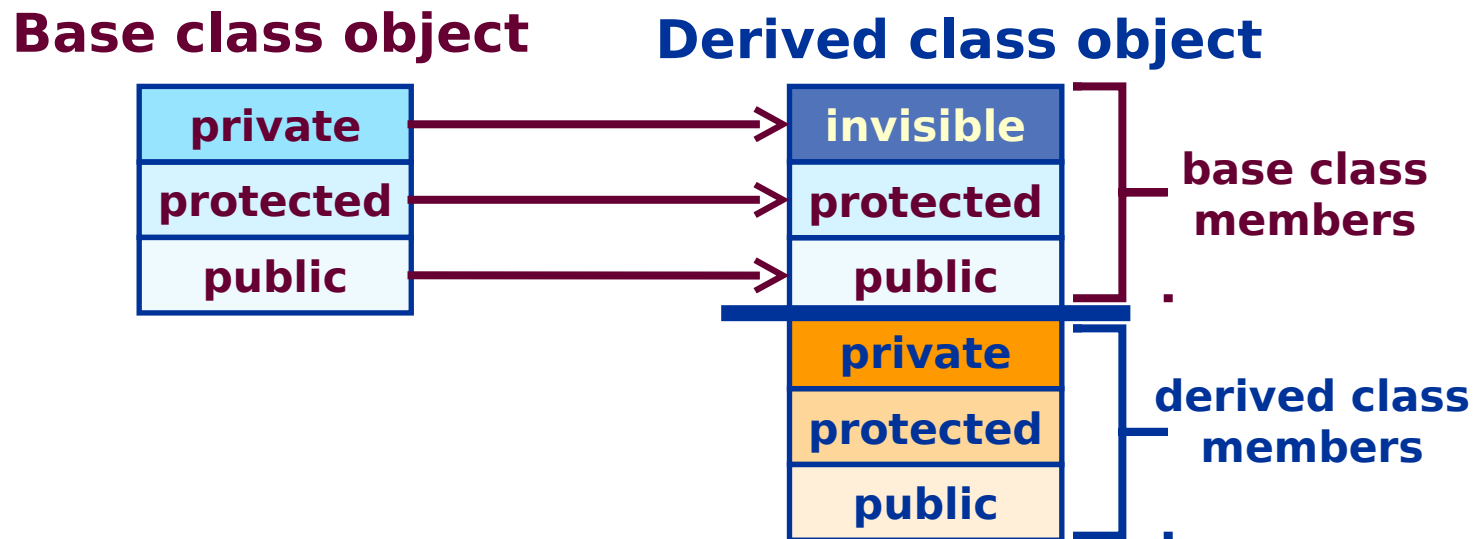 Base class object
Derived class object
private
invisible
protected
protected
public
public
base class
members
private
protected
public
derived class
members